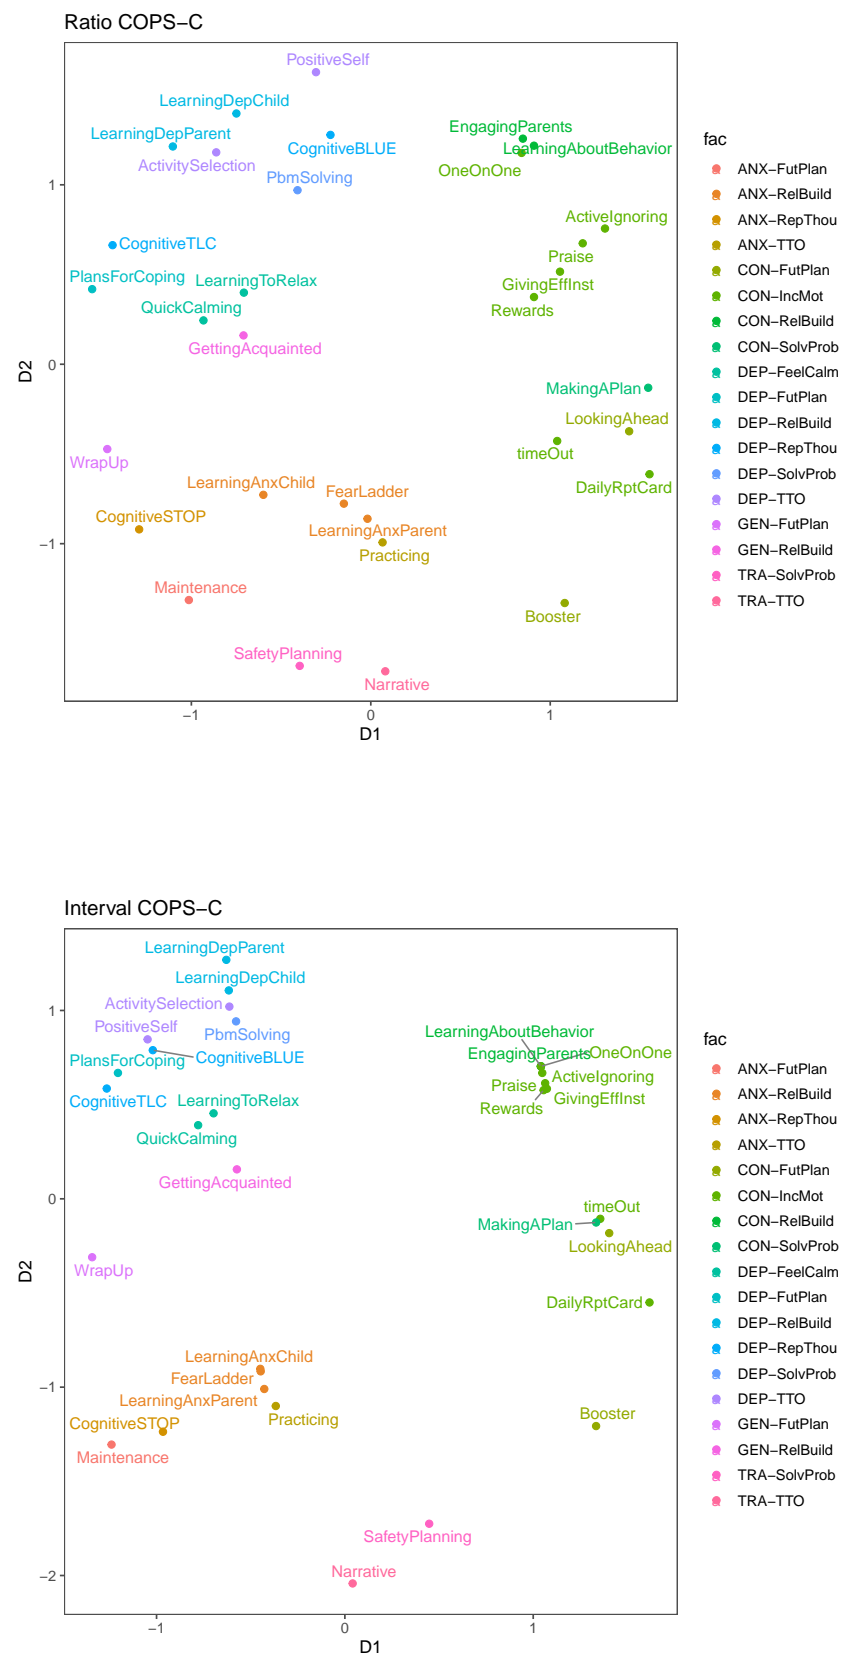 Ratio COPS−C
PositiveSelf
LearningDepChild
EngagingParents
LearningDepParent
CognitiveBLUE
LearningAboutBehavior
ActivitySelection
OneOnOne
PbmSolving
1
ActiveIgnoring
CognitiveTLC
Praise
PlansForCoping
LearningToRelax
GivingEffInst
QuickCalming
Rewards
GettingAcquainted
0
D2
MakingAPlan
LookingAhead
timeOut
WrapUp
LearningAnxChild
FearLadder
DailyRptCard
CognitiveSTOP
LearningAnxParent
−1
Practicing
Maintenance
Booster
SafetyPlanning
Narrative
−1
0
1
D1
fac
ANX−FutPlan
ANX−RelBuild
ANX−RepThou
ANX−TTO
CON−FutPlan
CON−IncMot
CON−RelBuild
CON−SolvProb
DEP−FeelCalm
DEP−FutPlan
DEP−RelBuild
DEP−RepThou
DEP−SolvProb
DEP−TTO
GEN−FutPlan
GEN−RelBuild
TRA−SolvProb
TRA−TTO
Interval COPS−C
LearningDepParent
LearningDepChild
ActivitySelection
1
PositiveSelf
PbmSolving
LearningAboutBehavior
CognitiveBLUE
EngagingParents
OneOnOne
PlansForCoping
ActiveIgnoring
Praise
CognitiveTLC
LearningToRelax
GivingEffInst
Rewards
QuickCalming
GettingAcquainted
0
timeOut
MakingAPlan
LookingAhead
D2
WrapUp
DailyRptCard
LearningAnxChild
FearLadder
−1
LearningAnxParent
Booster
CognitiveSTOP
Practicing
Maintenance
SafetyPlanning
Narrative
−2
−1
0
1
D1
fac
ANX−FutPlan
ANX−RelBuild
ANX−RepThou
ANX−TTO
CON−FutPlan
CON−IncMot
CON−RelBuild
CON−SolvProb
DEP−FeelCalm
DEP−FutPlan
DEP−RelBuild
DEP−RepThou
DEP−SolvProb
DEP−TTO
GEN−FutPlan
GEN−RelBuild
TRA−SolvProb
TRA−TTO